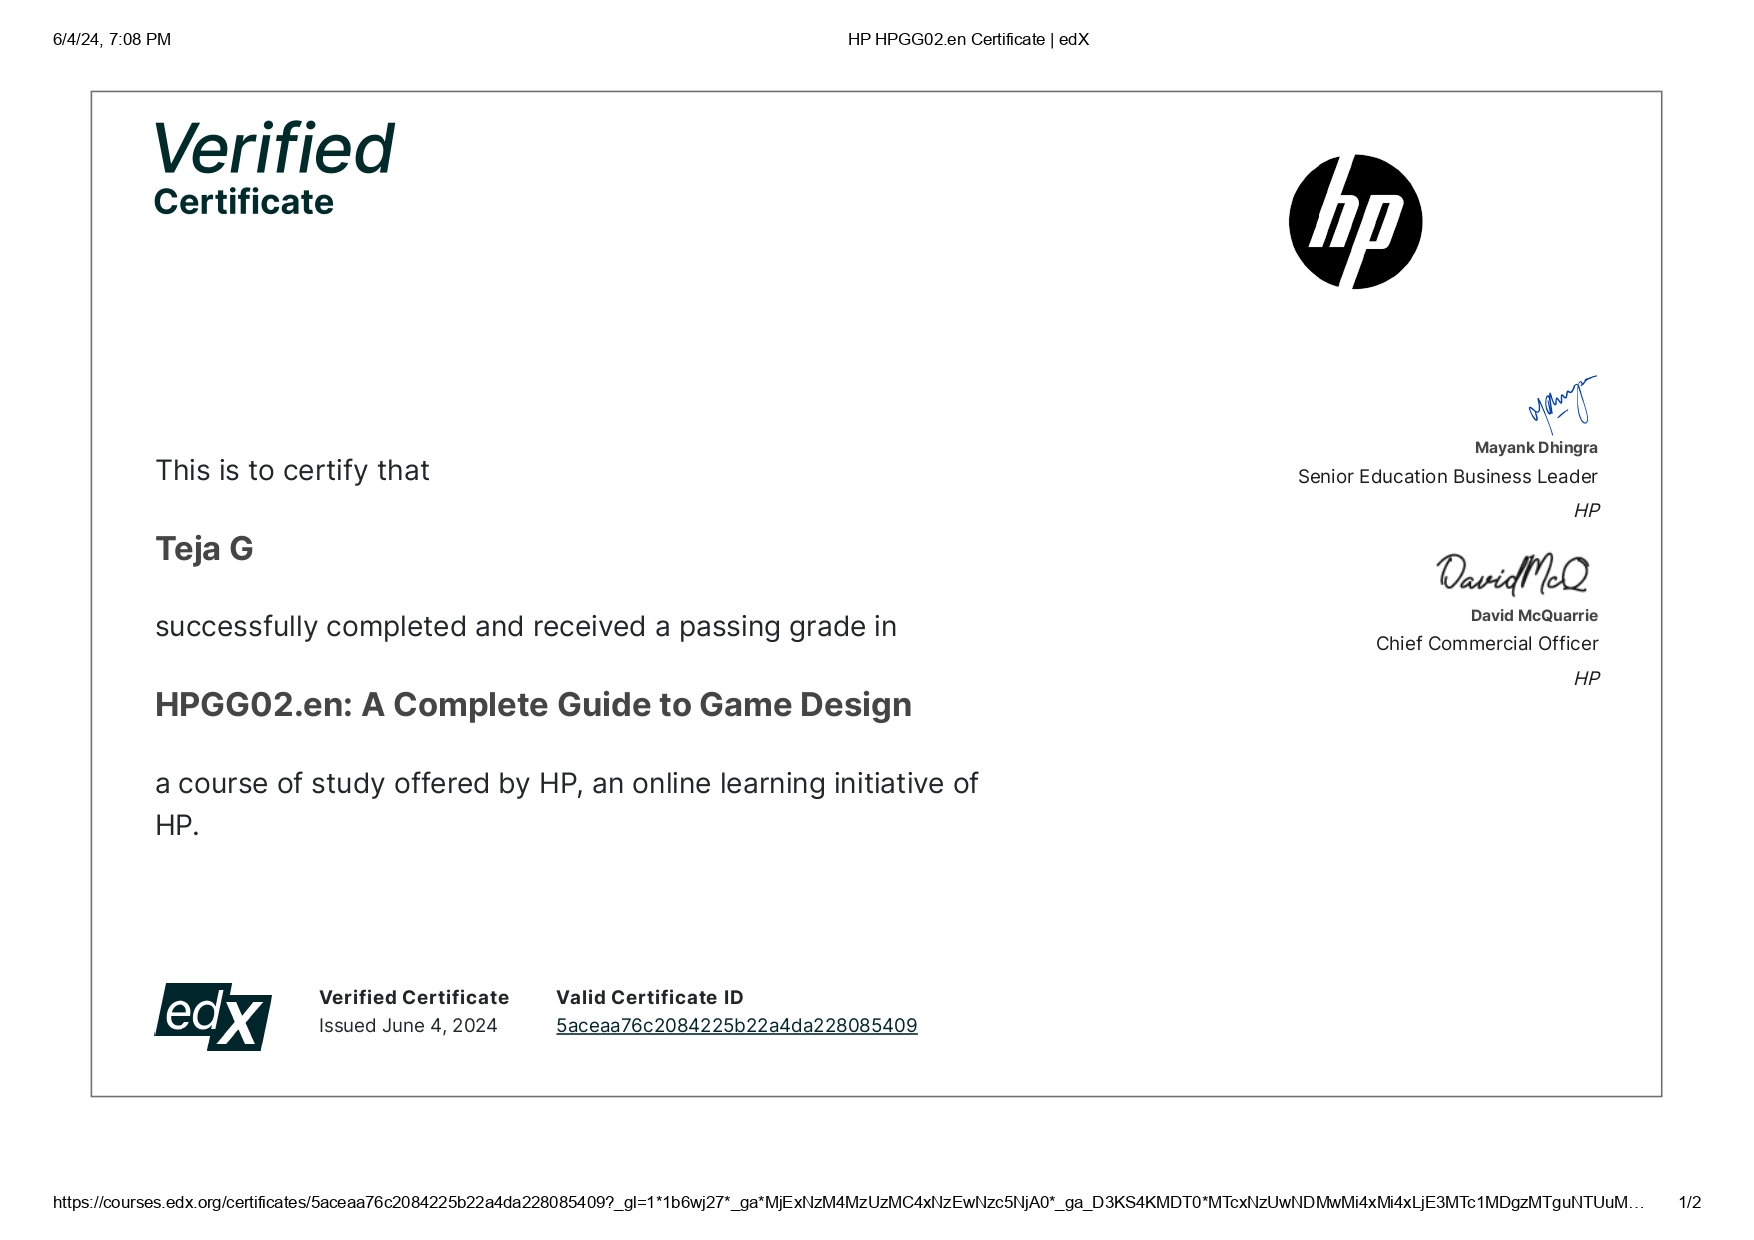 6/4/24, 7:08 PM
HP HPGG02.en Certificate | edX
Verified
Certificate
hp
Mayank Dhingra
Senior Education Business Leader
HP
DavidMcQ
David McQuarrie
Chief Commercial Officer
HP
This is to certify that
Teja G
successfully completed and received a passing grade in
HPGG02.en: A Complete Guide to Game Design
a course of study offered by HP, an online learning initiative of
HP.
edX
Verified Certificate
Issued June 4, 2024
Valid Certificate ID
5aceaa76c2084225b22a4da228085409
https://courses.edx.org/certificates/5aceaa76c2084225b22a4da228085409?_gl=1*1b6wj27*_ga*MjExNzM4MzUzMC4xNzEwNzc5NjA0*_ga_D3KS4KMDT0*MTcxNzUwNDMwMi4xMi4xLjE3MTc1MDgzMTguNTUuM…
1/2